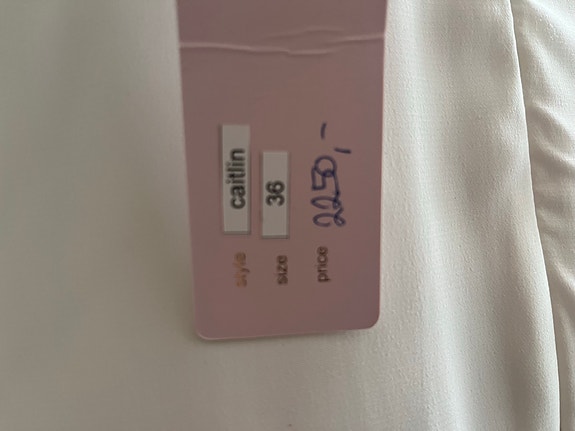 style caitlin
size 36
price 2250,-